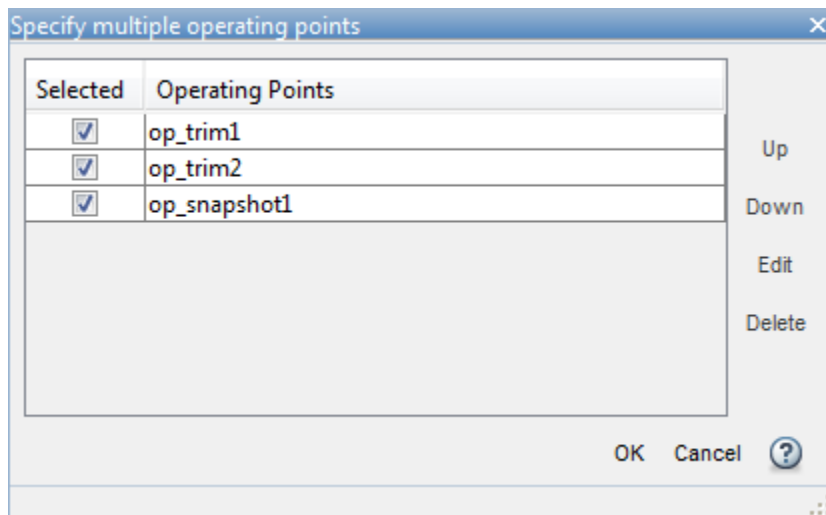 Specify multiple operating points
Selected Operating Points
op_trim1
op_trim2
op_snapshot1
Up
Down
Edit
Delete
OK Cancel ?